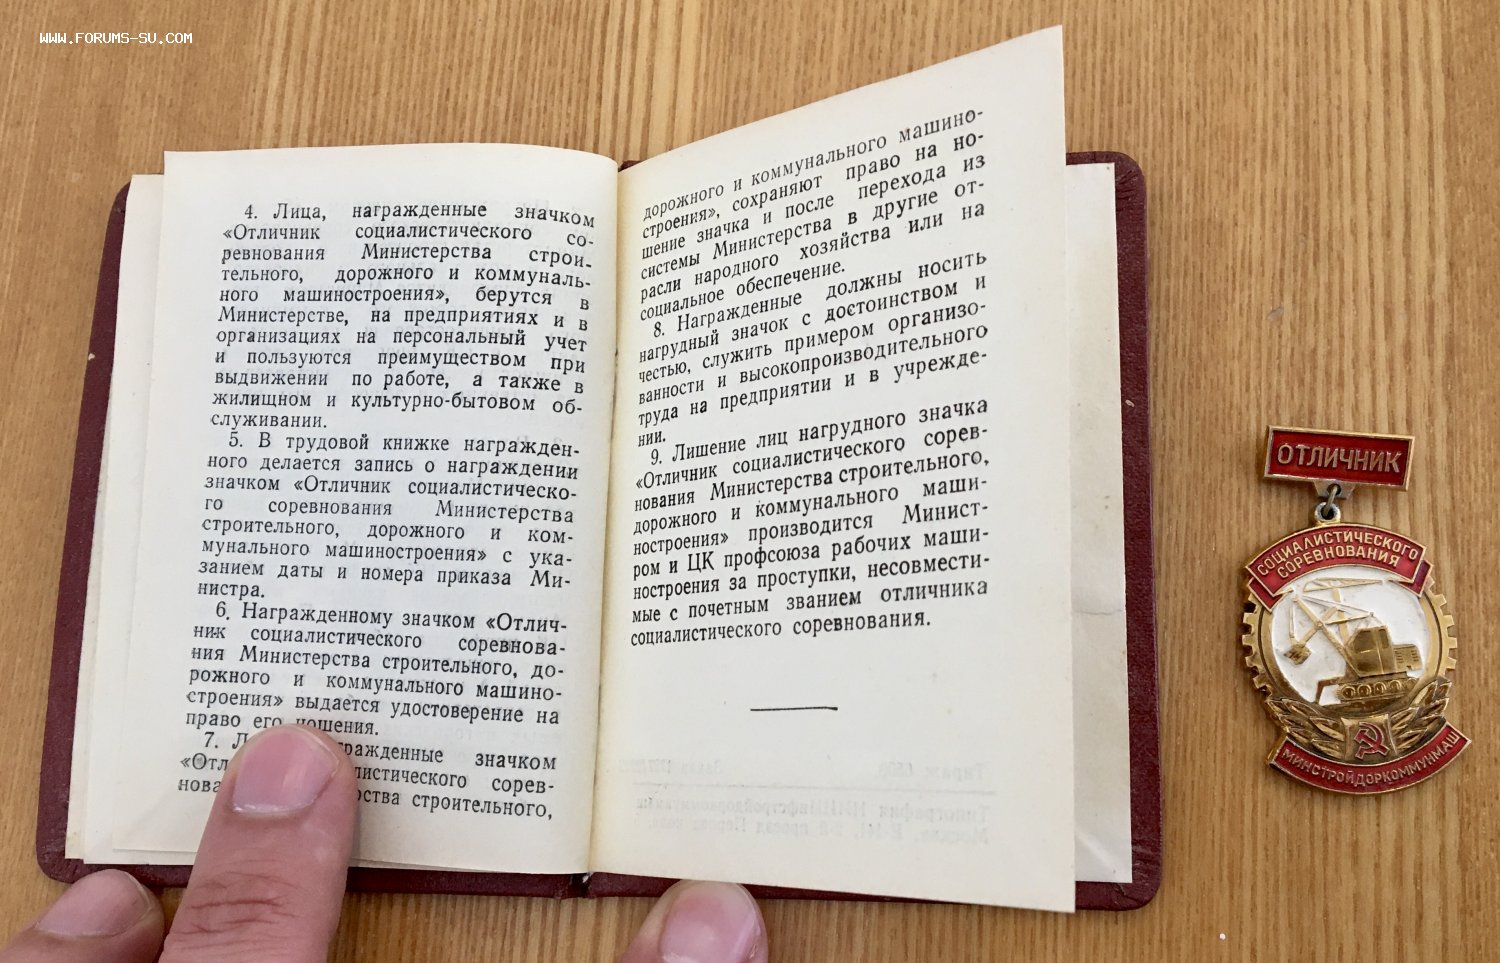 WWW.FORUMS-SU.COM
4. Лица, награжденные значком
«Отличник социалистического со-
ревнования Министерства строи-
тельного, дорожного и коммуналь-
ного машиностроения», берутся в
Министерстве, на предприятиях и в
организациях на персональный учет
и пользуются преимуществом при
выдвижении по работе, а также в
жилищном и культурно-бытовом об-
служивании.
5. В трудовой книжке награжден-
ного делается запись о награждении
значком «Отличник социалистическо-
го соревнования Министерства
строительного, дорожного и ком-
мунального машиностроения» с ука-
занием даты и номера приказа Ми-
нистра.
6. Награжденному значком «Отлич-
ник социалистического соревнова-
ния Министерства строительного, до-
рожного и коммунального машино-
строения» выдаётся удостоверение на
право его ношения.
7. значком
сорев-
строительного,
дорожного и коммунального машино-
строения», сохраняют право на но-
шение значка и после перехода из
системы Министерства в другие от-
расли народного хозяйства или на
социальное обеспечение.
8. Награжденные должны носить
нагрудный значок с достоинством и
честью, служить примером организо-
ванности и высокопроизводительного
труда на предприятии и в учрежде-
нии.
9. Лишение лиц нагрудного значка
«Отличник социалистического сорев-
нования Министерства строительного,
дорожного и коммунального маши-
ностроения» производится Минист-
ром и ЦК профсоюза рабочих маши-
ностроения за проступки, несовмести-
мые с почетным званием отличника
социалистического соревнования.
ОТЛИЧНИК
СОЦИАЛИСТИЧЕСКОГО
СОРЕВНОВАНИЯ
МИНСТРОЙДОРКОММУНМАШ